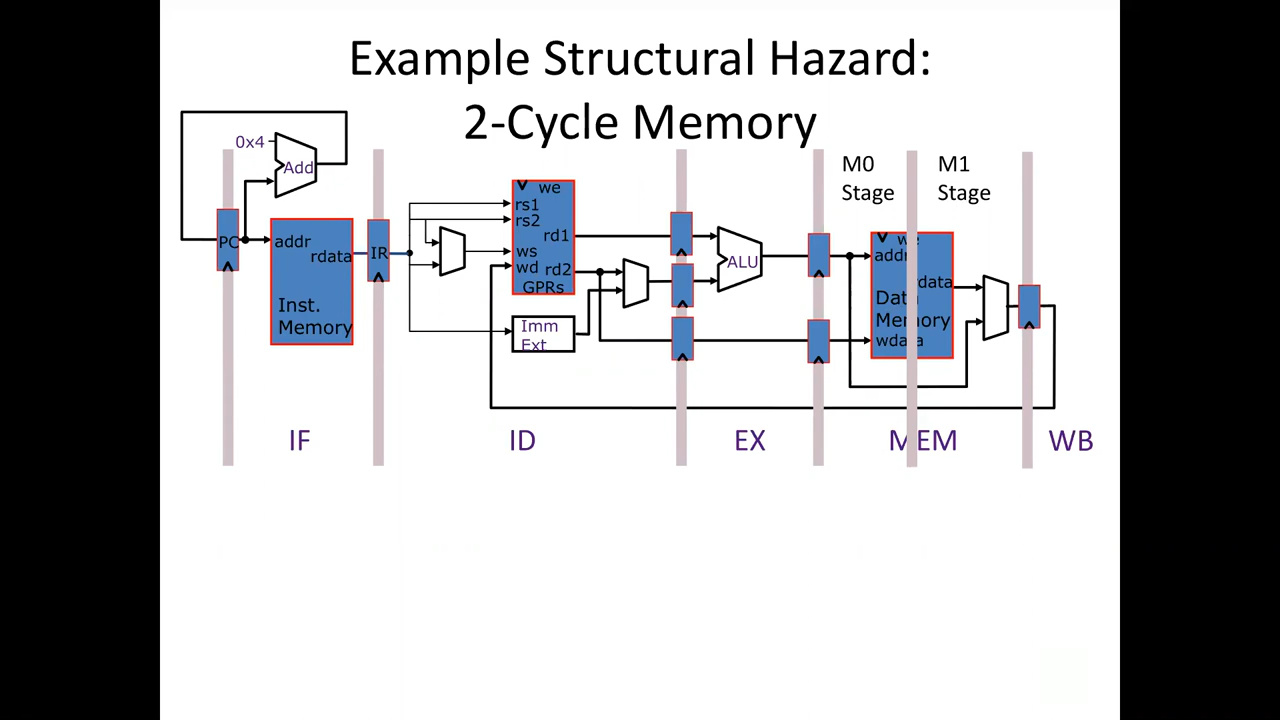 Example Structural Hazard:
2-Cycle Memory
0x4
Add
PC
addr
rdata
Inst.
Memory
IR
we
rs1
rs2
rd1
ws
wd
rd2
GPRs
Imm
Ext
ALU
M0
Stage
M1
Stage
we
addr
rdata
Data
Memory
wdata
IF
ID
EX
MEM
WB